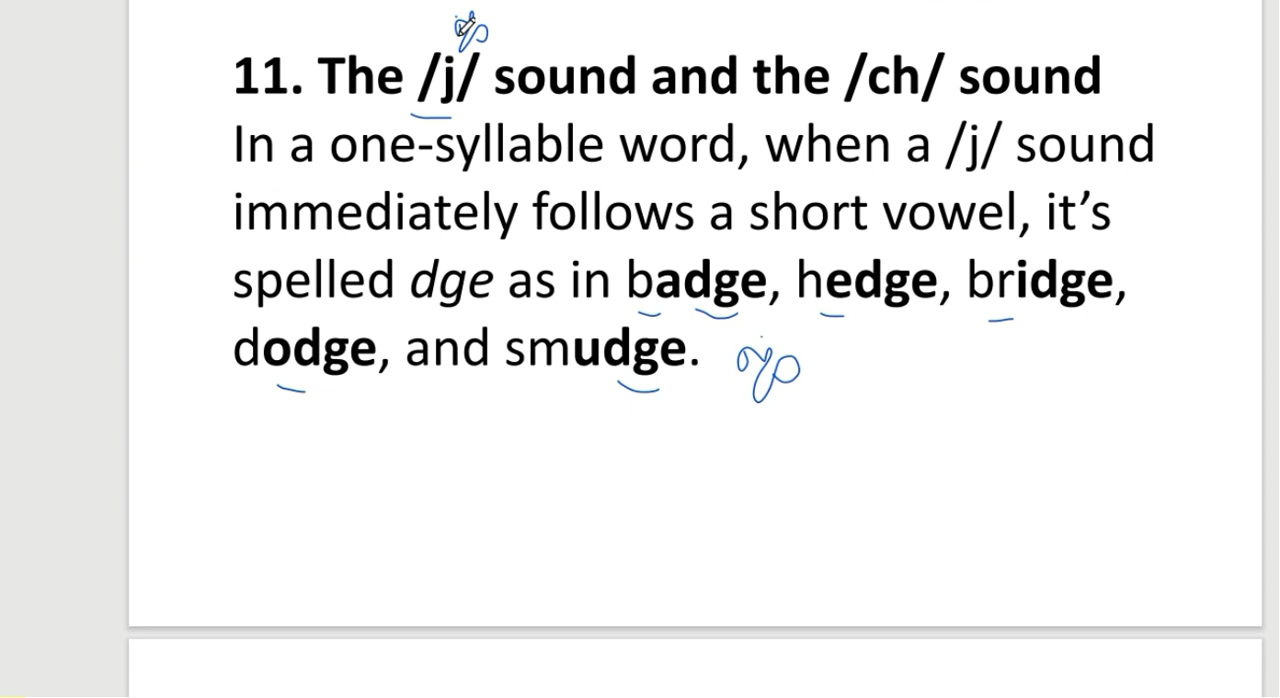 11. The /j/ sound and the /ch/ sound
In a one-syllable word, when a /j/ sound
immediately follows a short vowel, it’s
spelled dge as in badge, hedge, bridge,
dodge, and smudge.